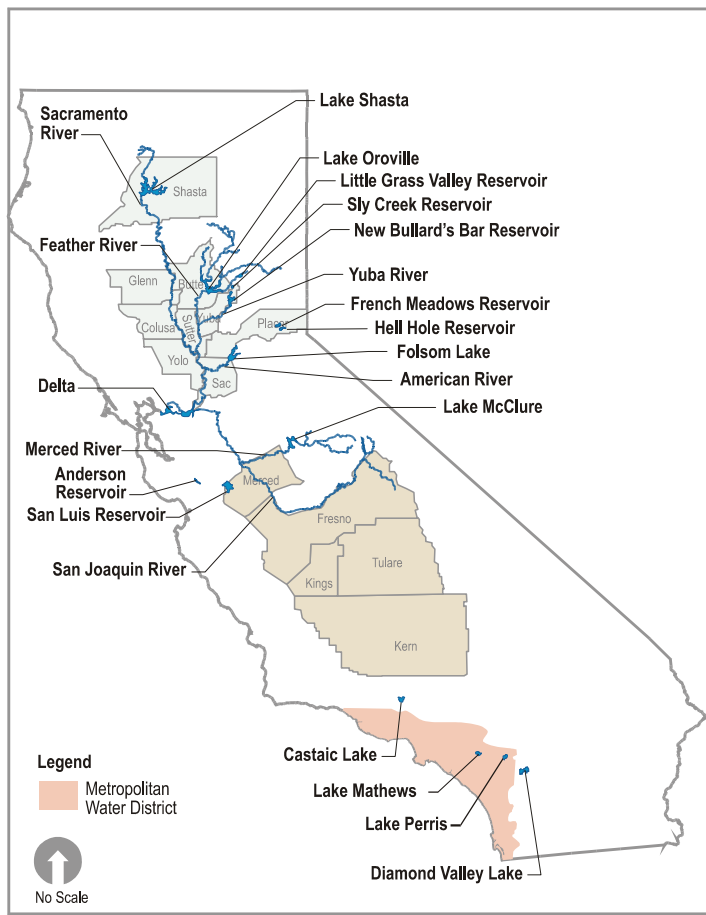 Lake Shasta
Sacramento
River
Lake Oroville
Shasta
Little Grass Valley Reservoir
Sly Creek Reservoir
New Bullard's Bar Reservoir
Feather River
Yuba River
Glenn
Butte
French Meadows Reservoir
Colusa
Sutter
Yuba
Placer
Hell Hole Reservoir
Folsom Lake
Yolo
American River
Sac
Delta
Lake McClure
Merced River
Anderson
Reservoir
Merced
San Luis Reservoir
Fresno
San Joaquin River
Tulare
Kings
Kern
Castaic Lake
Legend
Metropolitan
Water District
Lake Mathews
Lake Perris
Diamond Valley Lake
No Scale